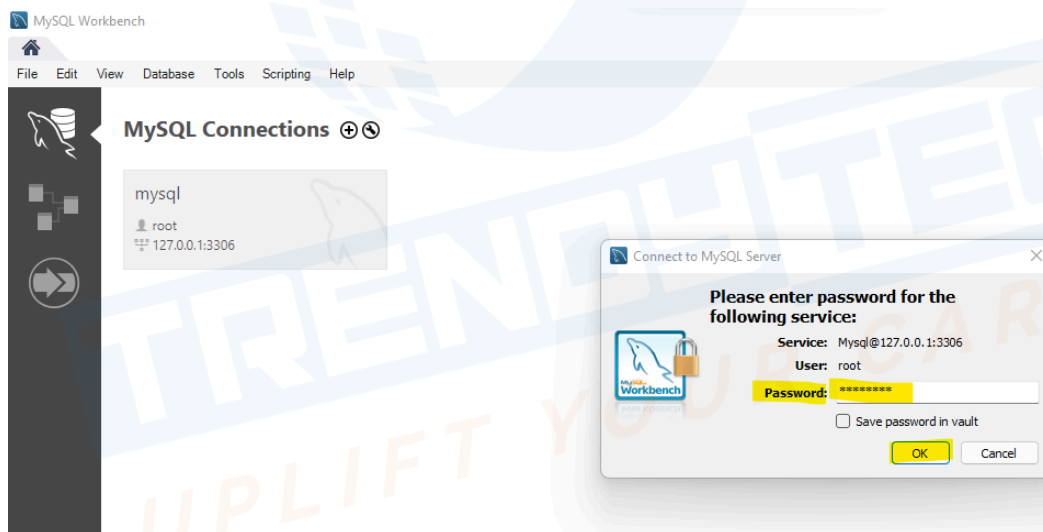 MySQL Workbench
File Edit View Database Tools Scripting Help
MySQL Connections
mysql
root
127.0.0.1:3306
Connect to MySQL Server
Please enter password for the
following service:
Service: Mysql@127.0.0.1:3306
User: root
Password: ********
Save password in vault
OK Cancel
MySQL
Workbench
TRENDYTEC
UPLIFT YOUR CAR